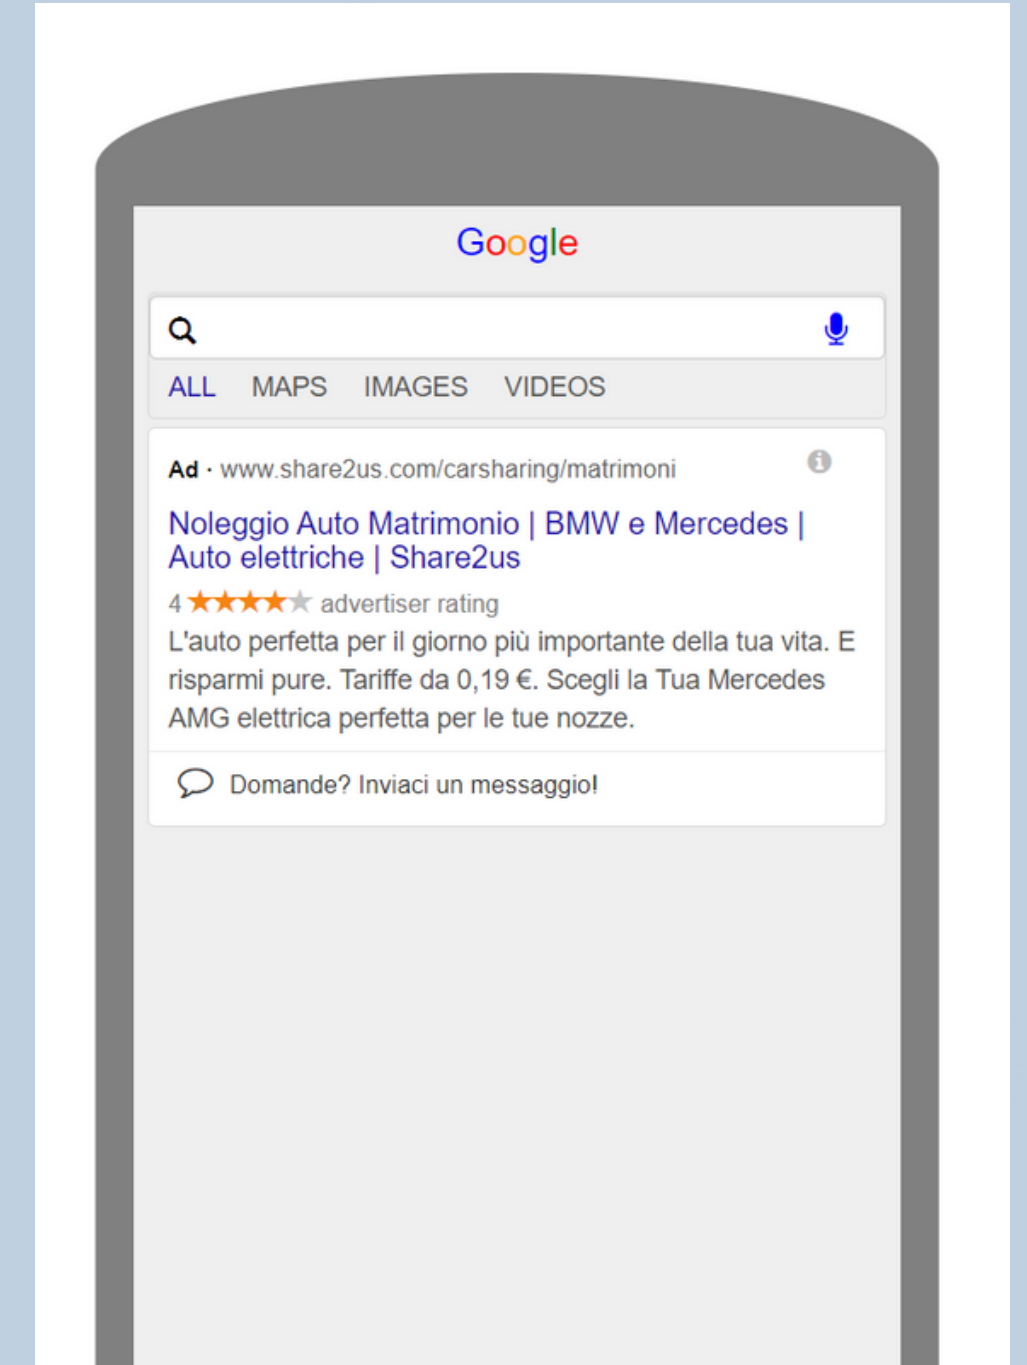 Google
ALL MAPS IMAGES VIDEOS
Ad · www.share2us.com/carsharing/matrimoni
Noleggio Auto Matrimonio | BMW e Mercedes |
Auto elettriche | Share2us
4 advertiser rating
L'auto perfetta per il giorno più importante della tua vita. E
risparmi pure. Tariffe da 0,19 €. Scegli la Tua Mercedes
AMG elettrica perfetta per le tue nozze.
Domande? Inviaci un messaggio!